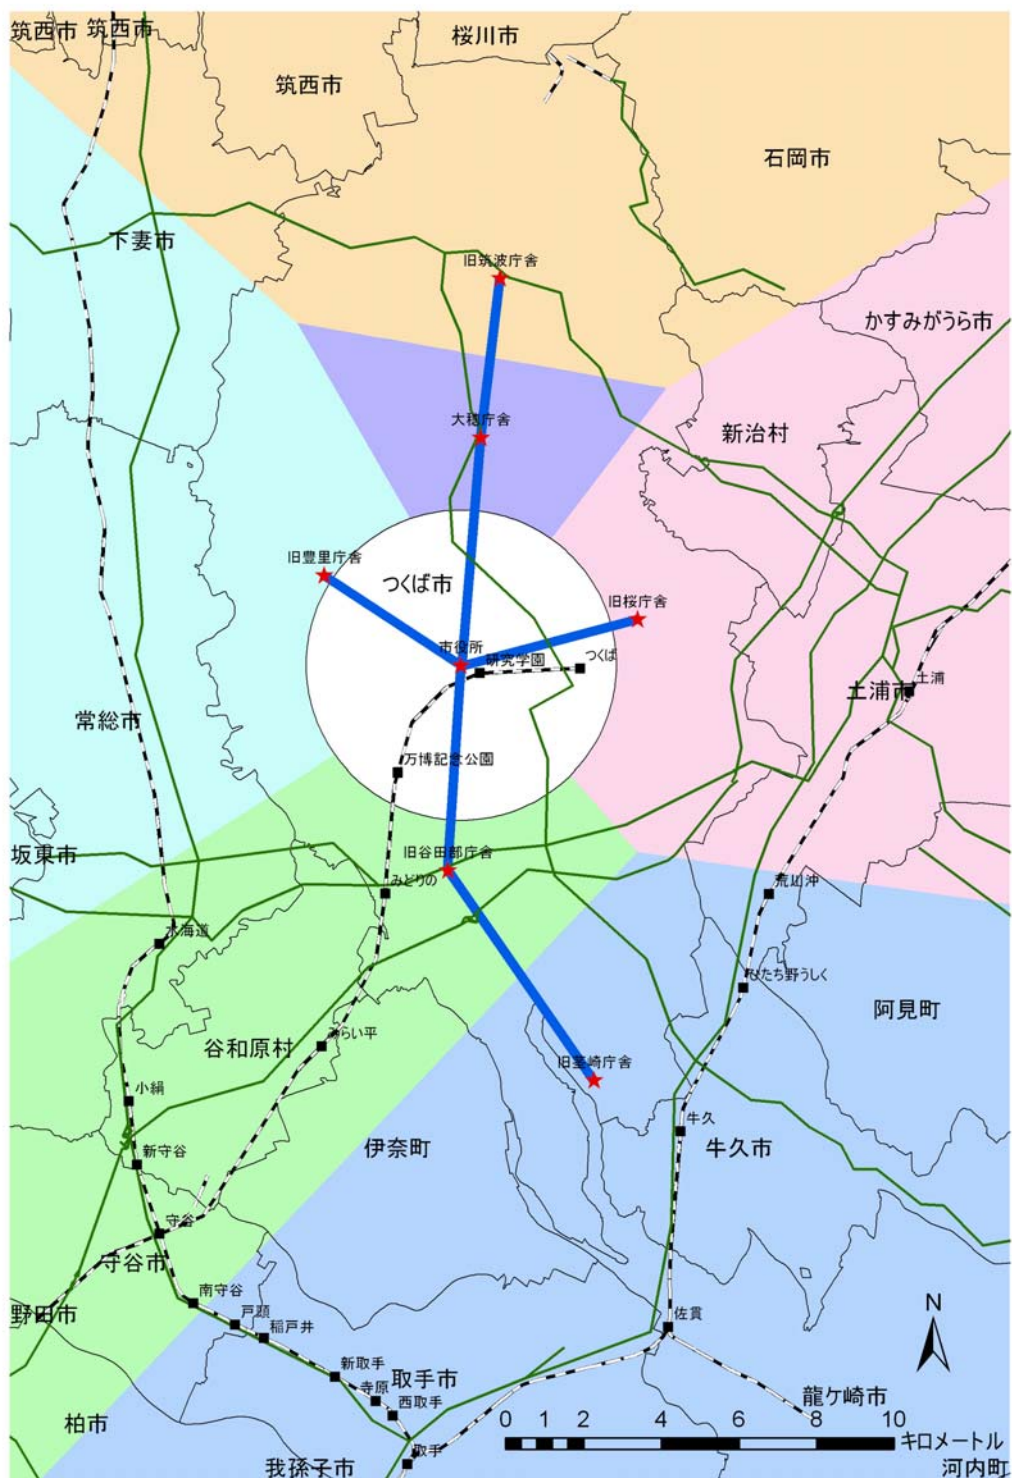 筑西市
筑西市
桜川市
筑西市
石岡市
下妻市
旧筑波庁舎
かすみがうら市
大穂庁舎
新治村
旧豊里庁舎
つくば市
旧桜庁舎
市役所
研究学園
つくば
土浦
土浦市
常総市
万博記念公園
坂東市
旧谷田部庁舎
みどりの
荒川沖
水海道
ひたち野うしく
阿見町
谷和原村
みらい平
旧茎崎庁舎
小絹
牛久
伊奈町
牛久市
新守谷
守谷
守谷市
南守谷
野田市
戸頭
稲戸井
佐貫
N
新取手
取手市
寺原
西取手
龍ケ崎市
柏市
0 1 2 4 6 8 10
キロメートル
取手
我孫子市
河内町